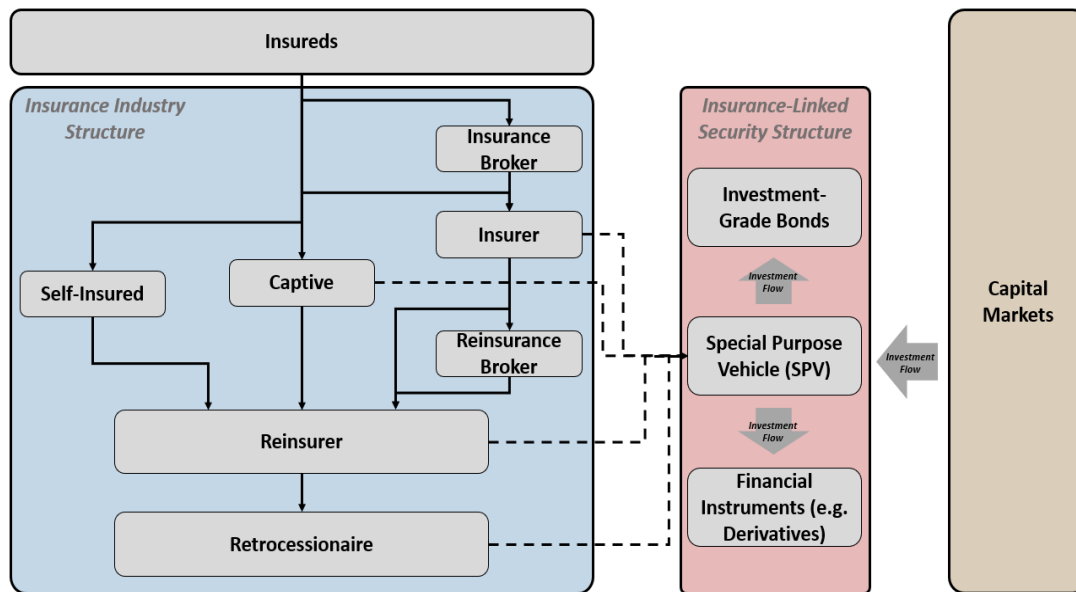 Insureds
Insurance Industry
Structure
Insurance
Broker
Insurer
Self-Insured
Captive
Reinsurance
Broker
Reinsurer
Retrocessionaire
Insurance-Linked
Security Structure
Investment-
Grade Bonds
Investment
Flow
Special Purpose
Vehicle (SPV)
Investment
Flow
Financial
Instruments (e.g.
Derivatives)
Investment
Flow
Capital
Markets